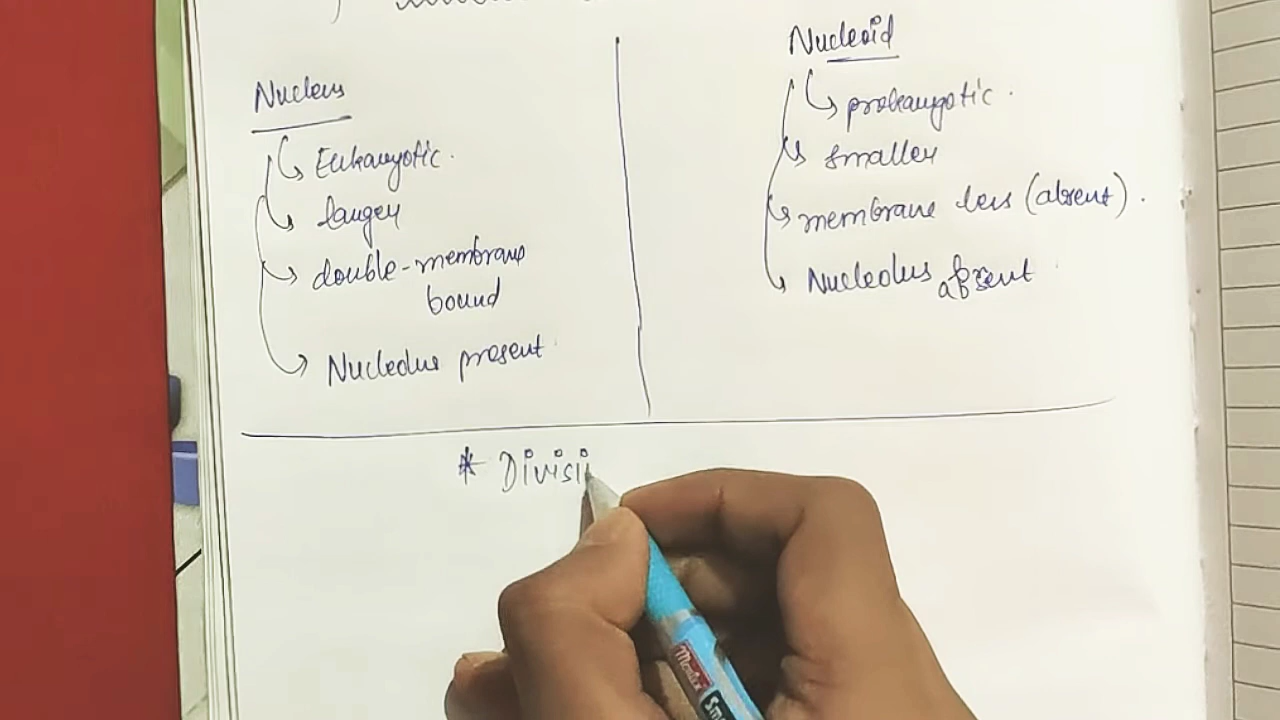 Nucleus
Eukaryotic.
larger
double-membrane
bound
Nucleolus present
Nucleoid
prokaryotic.
smaller
membrane less (absent).
Nucleolus absent
* Divisi